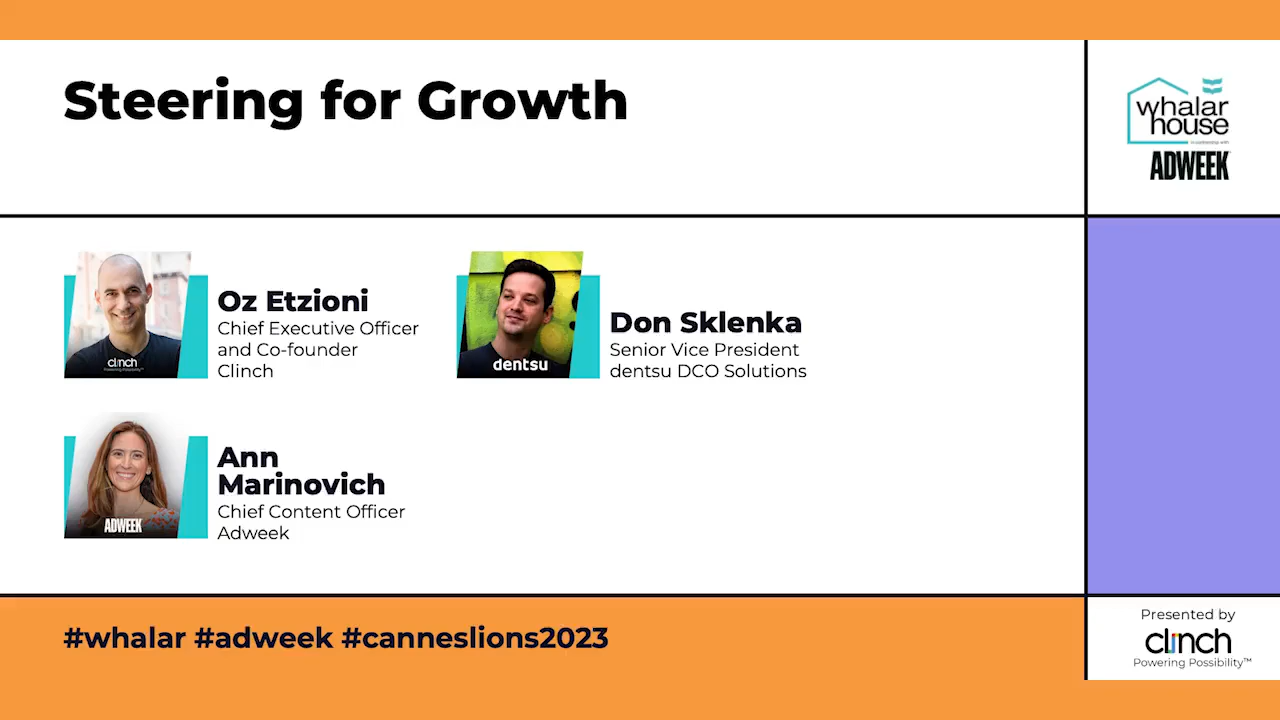 Steering for Growth
whalar
house
in partnership with
ADWEEK
Oz Etzioni
Chief Executive Officer
and Co-founder
Clinch
clinch
Powering Possibility™
Don Sklenka
Senior Vice President
dentsu DCO Solutions
dentsu
Ann
Marinovich
Chief Content Officer
Adweek
ADWEEK
#whalar #adweek #canneslions2023
Presented by
clinch
Powering Possibility™